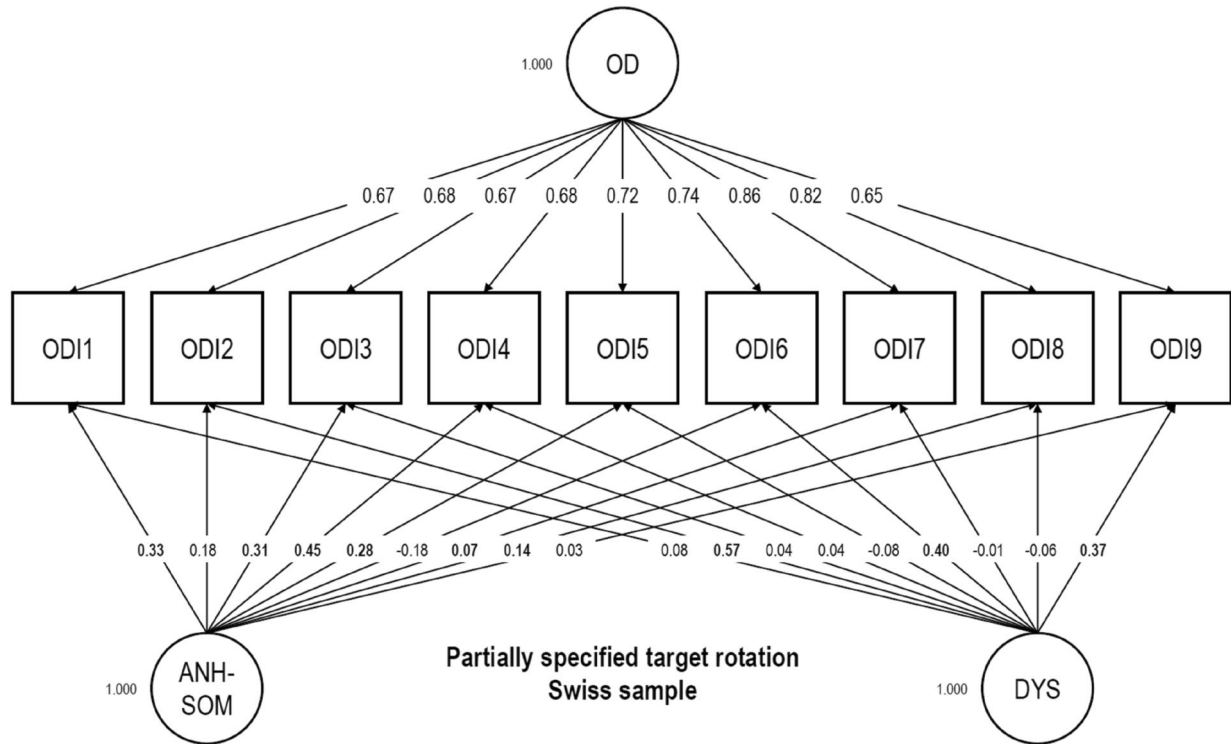 1.000
OD
0.67 0.68 0.67 0.68 0.72 0.74 0.86 0.82 0.65
ODI1 ODI2 ODI3 ODI4 ODI5 ODI6 ODI7 ODI8 ODI9
0.33 0.18 0.31 0.45 0.28 -0.18 0.07 0.14 0.03 0.08 0.57 0.04 0.04 -0.08 0.40 -0.01 -0.06 0.37
1.000
ANH-
SOM
Partially specified target rotation
Swiss sample
1.000
DYS